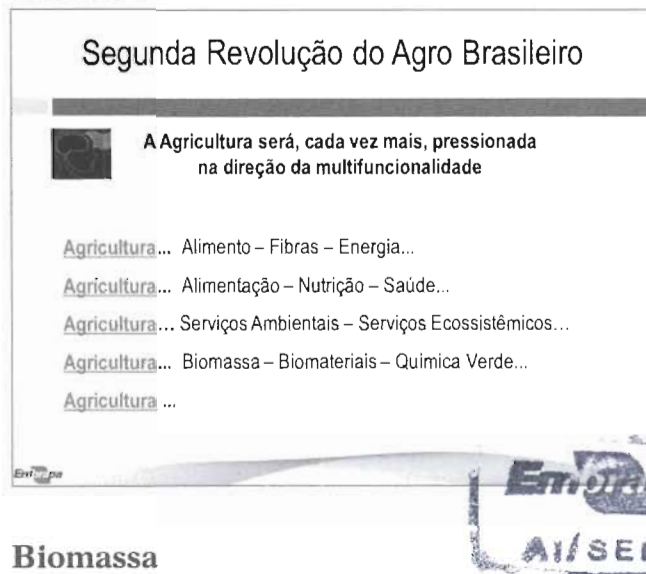 Segunda Revolução do Agro Brasileiro
A Agricultura será, cada vez mais, pressionada
na direção da multifuncionalidade
Agricultura... Alimento – Fibras – Energia...
Agricultura... Alimentação – Nutrição – Saúde...
Agricultura... Serviços Ambientais – Serviços Ecossistêmicos...
Agricultura... Biomassa – Biomateriais – Química Verde...
Agricultura ...
Biomassa